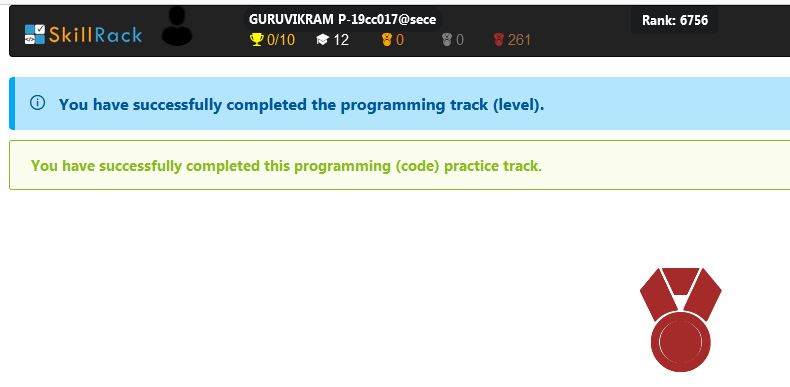 SkillRack
GURUVIKRAM P-19cc017@sece
Rank: 6756
0/10 12 0 0 261
You have successfully completed the programming track (level).
You have successfully completed this programming (code) practice track.